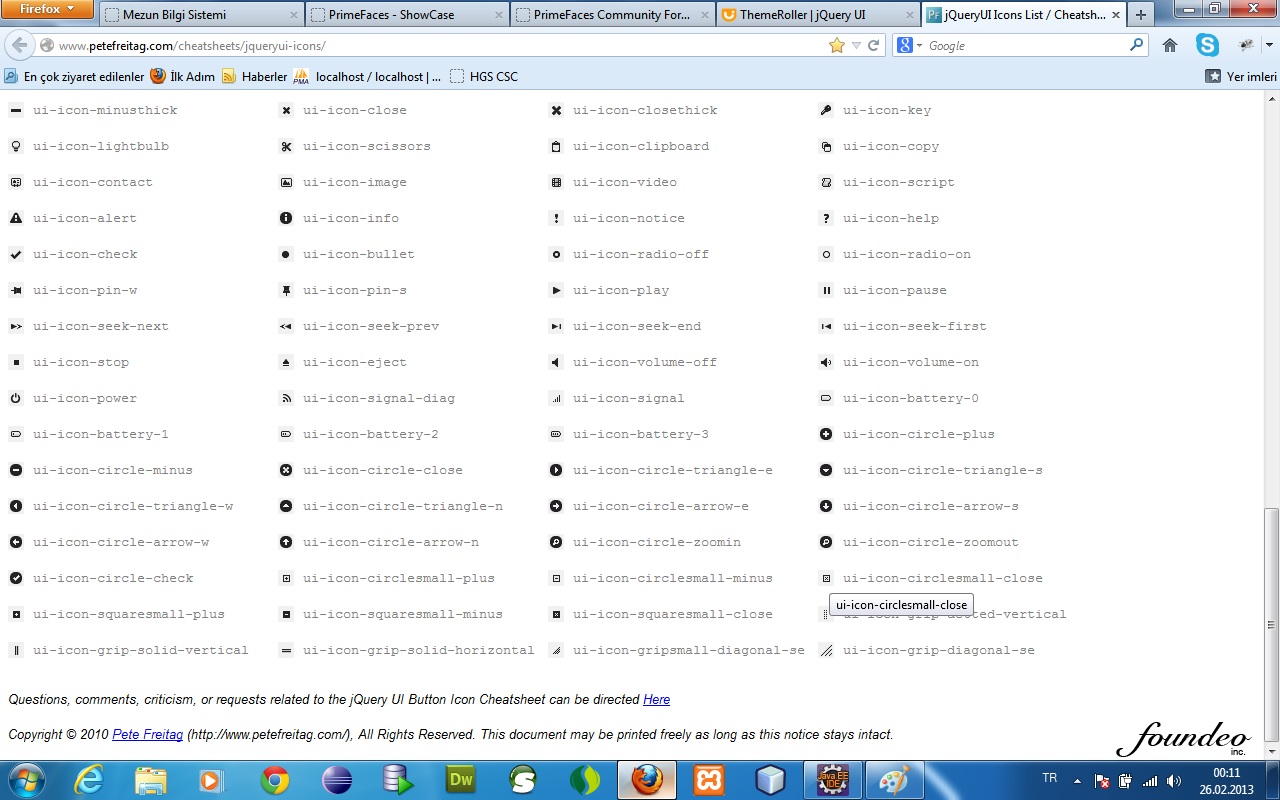 Firefox
Mezun Bilgi Sistemi
PrimeFaces - ShowCase
PrimeFaces Community For...
ThemeRoller | jQuery UI
jQueryUI Icons List / Cheatsh...
www.petefreitag.com/cheatsheets/jqueryui-icons/
Google
En çok ziyaret edilenler İlk Adım Haberler localhost / localhost | ... HGS CSC Yer imleri
ui-icon-minusthick ui-icon-close ui-icon-closethick ui-icon-key
ui-icon-lightbulb ui-icon-scissors ui-icon-clipboard ui-icon-copy
ui-icon-contact ui-icon-image ui-icon-video ui-icon-script
ui-icon-alert ui-icon-info ui-icon-notice ui-icon-help
ui-icon-check ui-icon-bullet ui-icon-radio-off ui-icon-radio-on
ui-icon-pin-w ui-icon-pin-s ui-icon-play ui-icon-pause
ui-icon-seek-next ui-icon-seek-prev ui-icon-seek-end ui-icon-seek-first
ui-icon-stop ui-icon-eject ui-icon-volume-off ui-icon-volume-on
ui-icon-power ui-icon-signal-diag ui-icon-signal ui-icon-battery-0
ui-icon-battery-1 ui-icon-battery-2 ui-icon-battery-3 ui-icon-circle-plus
ui-icon-circle-minus ui-icon-circle-close ui-icon-circle-triangle-e ui-icon-circle-triangle-s
ui-icon-circle-triangle-w ui-icon-circle-triangle-n ui-icon-circle-arrow-e ui-icon-circle-arrow-s
ui-icon-circle-arrow-w ui-icon-circle-arrow-n ui-icon-circle-zoomin ui-icon-circle-zoomout
ui-icon-circle-check ui-icon-circlesmall-plus ui-icon-circlesmall-minus ui-icon-circlesmall-close
ui-icon-circlesmall-close
ui-icon-squaresmall-plus ui-icon-squaresmall-minus ui-icon-squaresmall-close ui-icon-grip-dotted-vertical
ui-icon-grip-solid-vertical ui-icon-grip-solid-horizontal ui-icon-gripsmall-diagonal-se ui-icon-grip-diagonal-se
Questions, comments, criticism, or requests related to the jQuery UI Button Icon Cheatsheet can be directed Here
Copyright © 2010 Pete Freitag (http://www.petefreitag.com/), All Rights Reserved. This document may be printed freely as long as this notice stays intact.
foundeo inc.
Dw
Java EE IDE
TR
00:11
26.02.2013